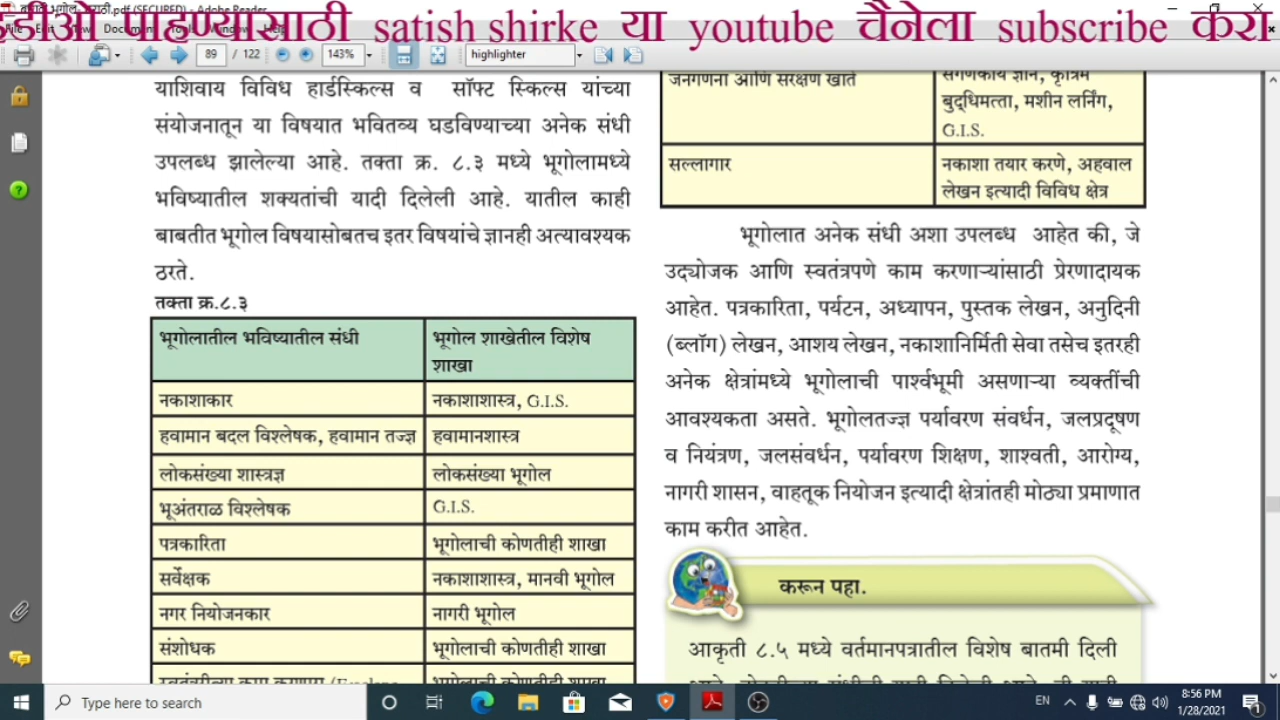 डीओ पाहण्यासाठी satish shirke या youtube चैनेला subscribe करा
89 / 122 143% highlighter
याशिवाय विविध हार्डस्किल्स व सॉफ्ट स्किल्स यांच्या
संयोजनातून या विषयात भवितव्य घडविण्याच्या अनेक संधी
उपलब्ध झालेल्या आहे. तक्ता क्र. ८.३ मध्ये भूगोलामध्ये
भविष्यातील शक्यतांची यादी दिलेली आहे. यातील काही
बाबतीत भूगोल विषयासोबतच इतर विषयांचे ज्ञानही अत्यावश्यक
ठरते.
तक्ता क्र.८.३
भूगोलातील भविष्यातील संधी भूगोल शाखेतील विशेष
शाखा
नकाशाकार नकाशाशास्त्र, G.I.S.
हवामान बदल विश्लेषक, हवामान तज्ज्ञ हवामानशास्त्र
लोकसंख्या शास्त्रज्ञ लोकसंख्या भूगोल
भूअंतराळ विश्लेषक G.I.S.
पत्रकारिता भूगोलाची कोणतीही शाखा
सर्वेक्षक नकाशाशास्त्र, मानवी भूगोल
नगर नियोजनकार नागरी भूगोल
संशोधक भूगोलाची कोणतीही शाखा
जनगणना आणि सर्वेक्षण खाते संगणकीय ज्ञान, कृत्रिम
बुद्धिमत्ता, मशीन लर्निंग,
G.I.S.
सल्लागार नकाशा तयार करणे, अहवाल
लेखन इत्यादी विविध क्षेत्र
भूगोलात अनेक संधी अशा उपलब्ध आहेत की, जे
उद्योजक आणि स्वतंत्रपणे काम करणाऱ्यांसाठी प्रेरणादायक
आहेत. पत्रकारिता, पर्यटन, अध्यापन, पुस्तक लेखन, अनुदिनी
(ब्लॉग) लेखन, आशय लेखन, नकाशानिर्मिती सेवा तसेच इतरही
अनेक क्षेत्रांमध्ये भूगोलाची पार्श्वभूमी असणाऱ्या व्यक्तींची
आवश्यकता असते. भूगोलतज्ज्ञ पर्यावरण संवर्धन, जलप्रदूषण
व नियंत्रण, जलसंवर्धन, पर्यावरण शिक्षण, शाश्वती, आरोग्य,
नागरी शासन, वाहतूक नियोजन इत्यादी क्षेत्रांतही मोठ्या प्रमाणात
काम करीत आहेत.
करून पहा.
आकृती ८.५ मध्ये वर्तमानपत्रातील विशेष बातमी दिली
Type here to search
EN
8:56 PM
1/28/2021